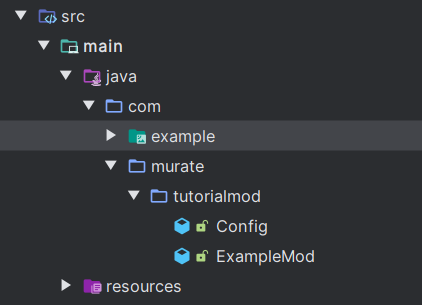 src
main
java
com
example
murate
tutorialmod
Config
ExampleMod
resources